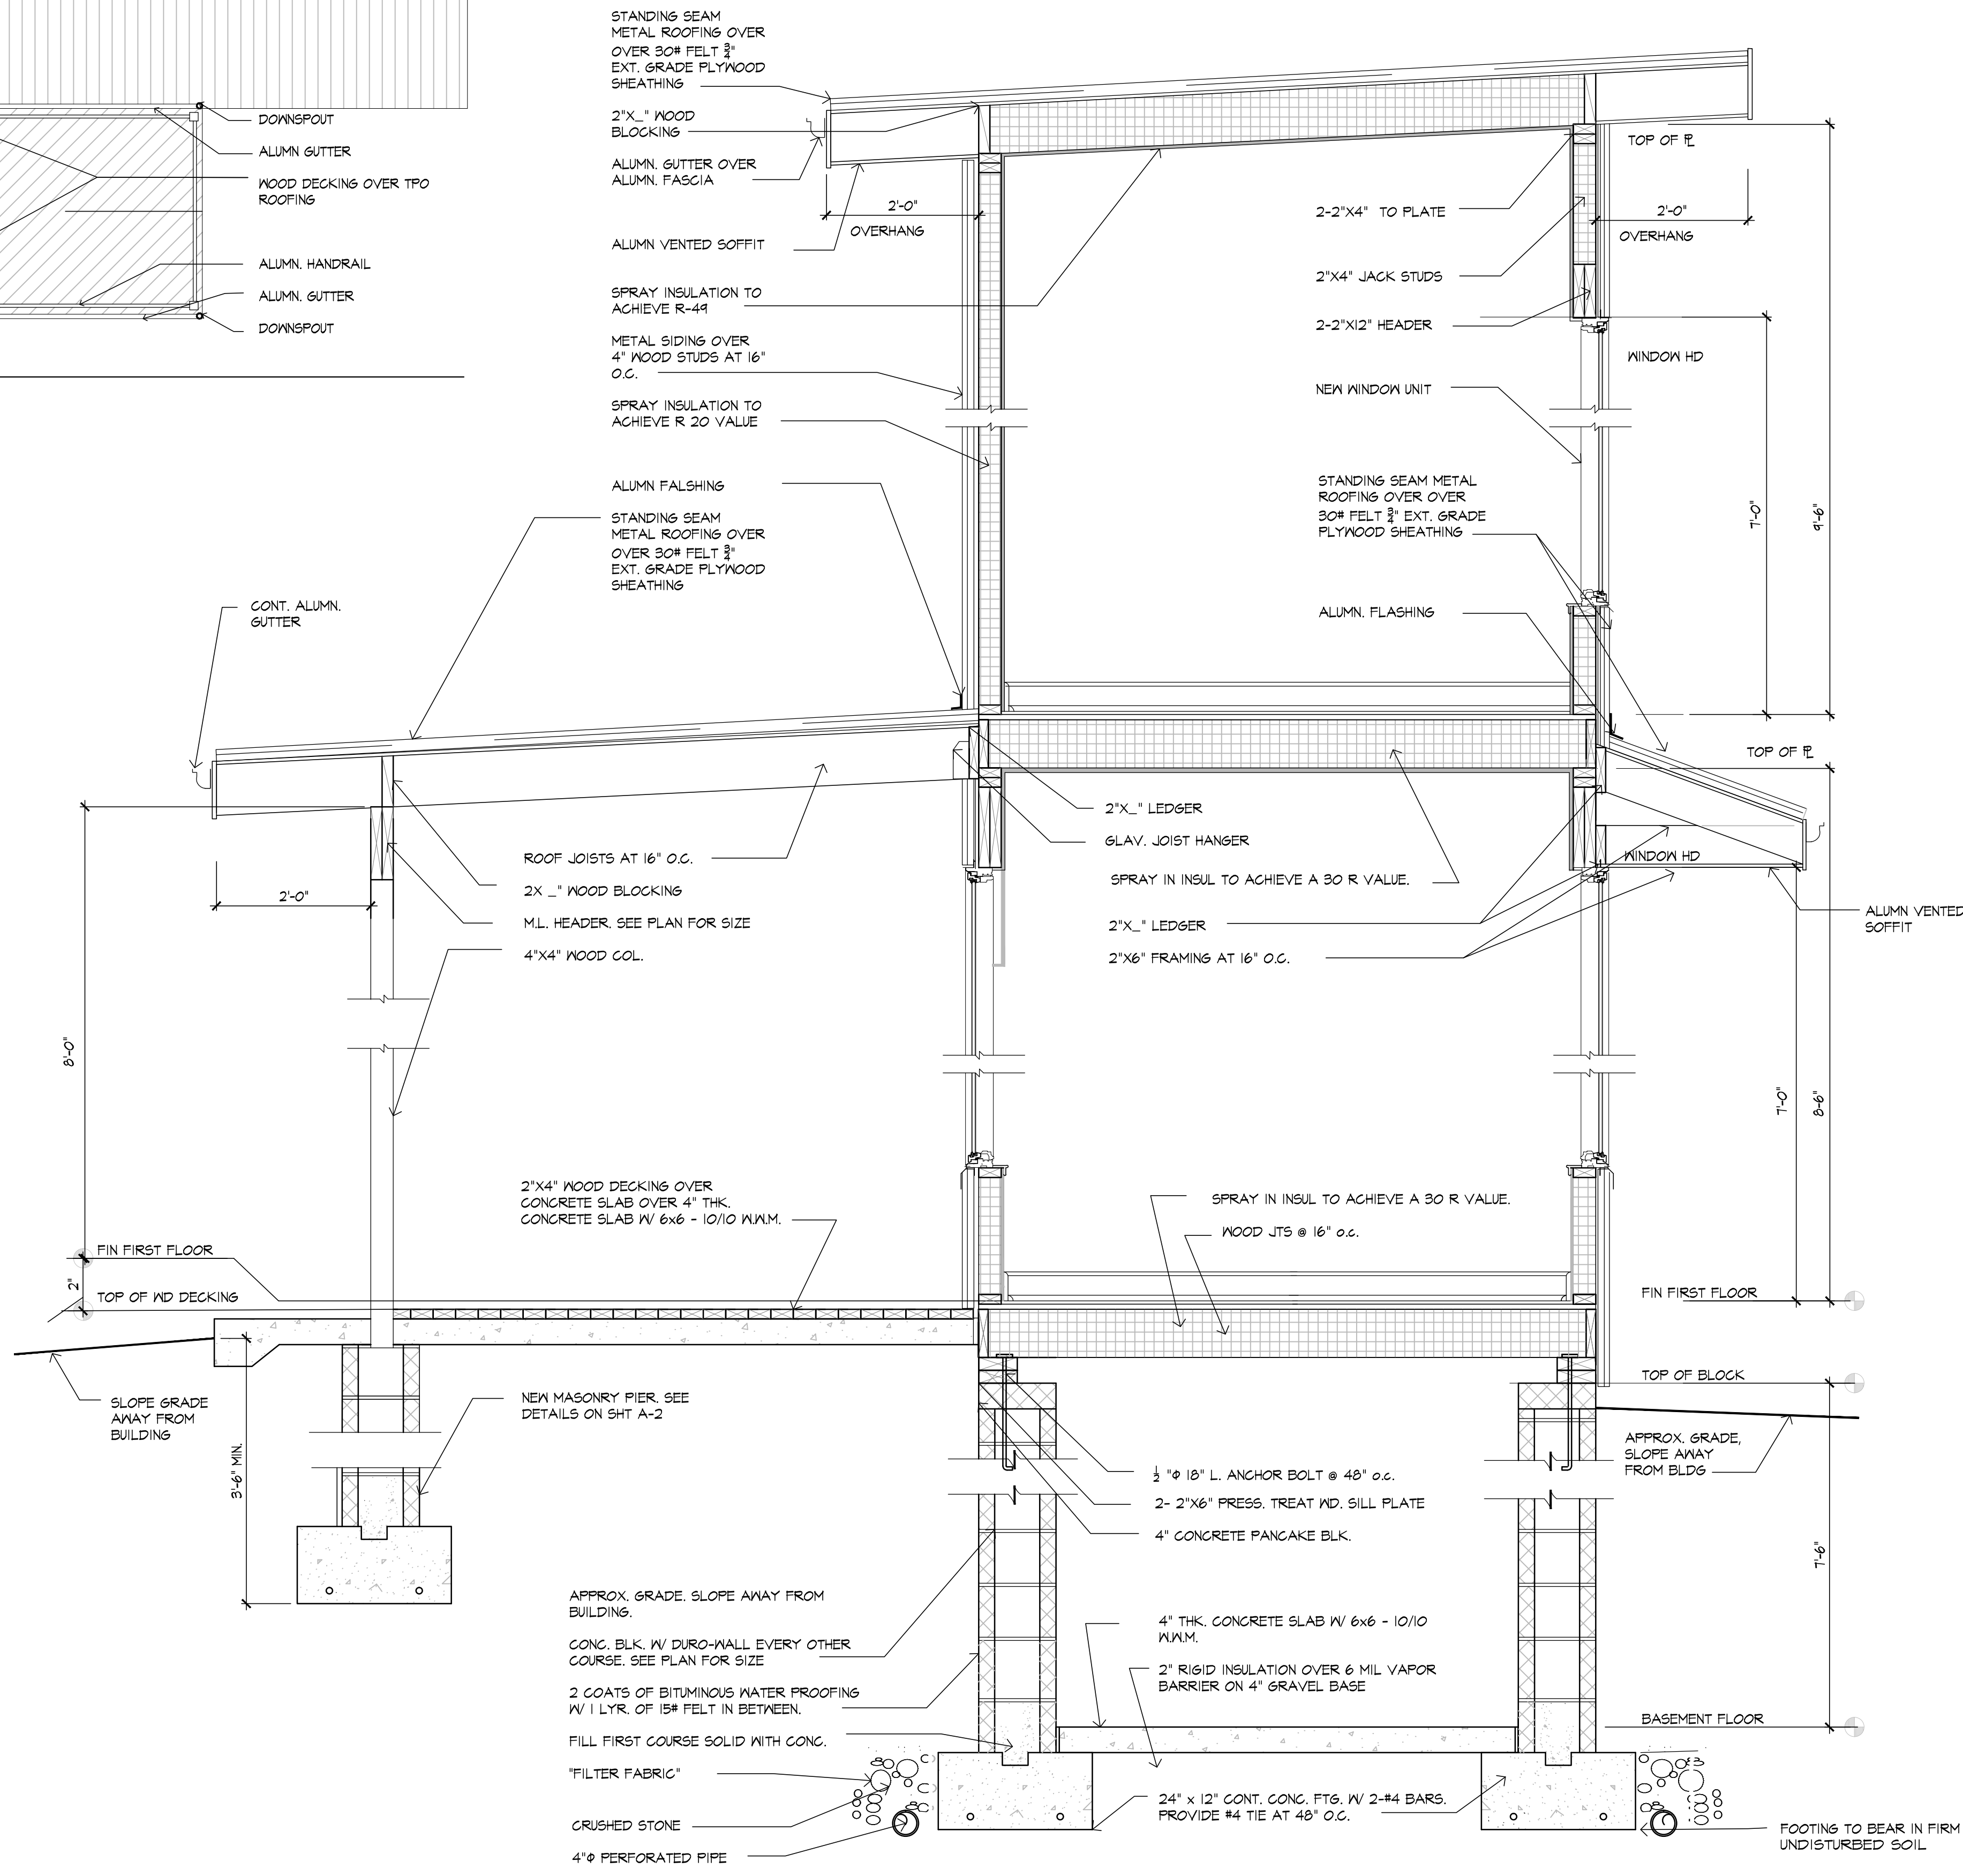 DOWNSPOUT
ALUMN GUTTER
WOOD DECKING OVER TPO
ROOFING
ALUMN. HANDRAIL
ALUMN. GUTTER
DOWNSPOUT
STANDING SEAM
METAL ROOFING OVER
OVER 30# FELT 3/4"
EXT. GRADE PLYWOOD
SHEATHING
2"X_" WOOD
BLOCKING
ALUMN. GUTTER OVER
ALUMN. FASCIA
2'-0"
OVERHANG
ALUMN VENTED SOFFIT
SPRAY INSULATION TO
ACHIEVE R-49
METAL SIDING OVER
4" WOOD STUDS AT 16"
O.C.
SPRAY INSULATION TO
ACHIEVE R 20 VALUE
ALUMN FALSHING
STANDING SEAM
METAL ROOFING OVER
OVER 30# FELT 3/4"
EXT. GRADE PLYWOOD
SHEATHING
CONT. ALUMN.
GUTTER
TOP OF PL
2-2"X4" TO PLATE
2'-0"
OVERHANG
2"X4" JACK STUDS
2-2"X12" HEADER
WINDOW HD
NEW WINDOW UNIT
STANDING SEAM METAL
ROOFING OVER OVER
30# FELT 3/4" EXT. GRADE
PLYWOOD SHEATHING
ALUMN. FLASHING
7'-0"
9'-6"
TOP OF PL
2"X_" LEDGER
GLAV. JOIST HANGER
SPRAY IN INSUL TO ACHIEVE A 30 R VALUE.
2"X_" LEDGER
2"X6" FRAMING AT 16" O.C.
WINDOW HD
ALUMN VENTED
SOFFIT
ROOF JOISTS AT 16" O.C.
2X _" WOOD BLOCKING
M.L. HEADER. SEE PLAN FOR SIZE
4"X4" WOOD COL.
2'-0"
8'-0"
7'-0"
8-6"
2"X4" WOOD DECKING OVER
CONCRETE SLAB OVER 4" THK.
CONCRETE SLAB W/ 6x6 - 10/10 W.W.M.
SPRAY IN INSUL TO ACHIEVE A 30 R VALUE.
WOOD JTS @ 16" o.c.
FIN FIRST FLOOR
2"
TOP OF WD DECKING
FIN FIRST FLOOR
TOP OF BLOCK
SLOPE GRADE
AWAY FROM
BUILDING
3'-6" MIN.
NEW MASONRY PIER. SEE
DETAILS ON SHT A-2
APPROX. GRADE,
SLOPE AWAY
FROM BLDG
1/2 "Φ 18" L. ANCHOR BOLT @ 48" o.c.
2- 2"X6" PRESS. TREAT WD. SILL PLATE
4" CONCRETE PANCAKE BLK.
7'-6"
APPROX. GRADE. SLOPE AWAY FROM
BUILDING.
CONC. BLK. W/ DURO-WALL EVERY OTHER
COURSE. SEE PLAN FOR SIZE
2 COATS OF BITUMINOUS WATER PROOFING
W/ 1 LYR. OF 15# FELT IN BETWEEN.
FILL FIRST COURSE SOLID WITH CONC.
"FILTER FABRIC"
CRUSHED STONE
4"Φ PERFORATED PIPE
4" THK. CONCRETE SLAB W/ 6x6 - 10/10
W.W.M.
2" RIGID INSULATION OVER 6 MIL VAPOR
BARRIER ON 4" GRAVEL BASE
BASEMENT FLOOR
24" x 12" CONT. CONC. FTG. W/ 2-#4 BARS.
PROVIDE #4 TIE AT 48" O.C.
FOOTING TO BEAR IN FIRM
UNDISTURBED SOIL